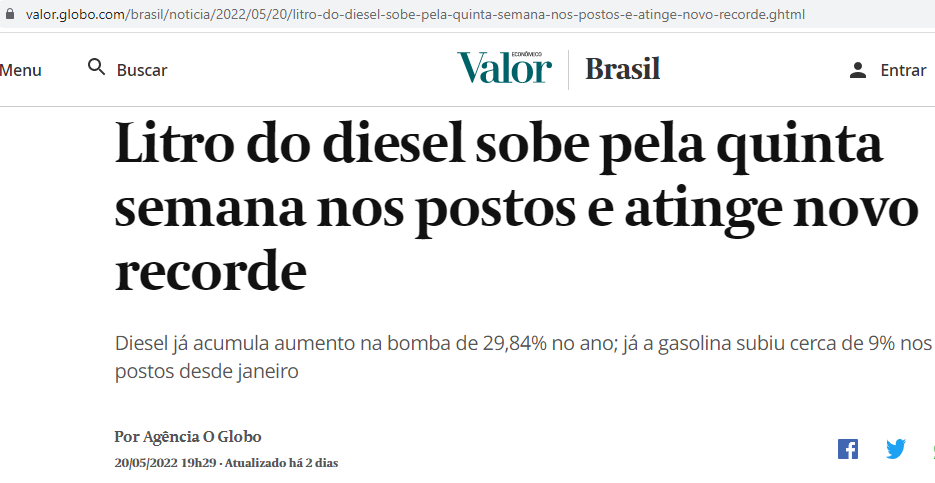 valor.globo.com/brasil/noticia/2022/05/20/litro-do-diesel-sobe-pela-quinta-semana-nos-postos-e-atinge-novo-recorde.ghtml
Menu Buscar Valor ECONÔMICO Brasil Entrar
Litro do diesel sobe pela quinta
semana nos postos e atinge novo
recorde
Diesel já acumula aumento na bomba de 29,84% no ano; já a gasolina subiu cerca de 9% nos
postos desde janeiro
Por Agência O Globo
20/05/2022 19h29 · Atualizado há 2 dias